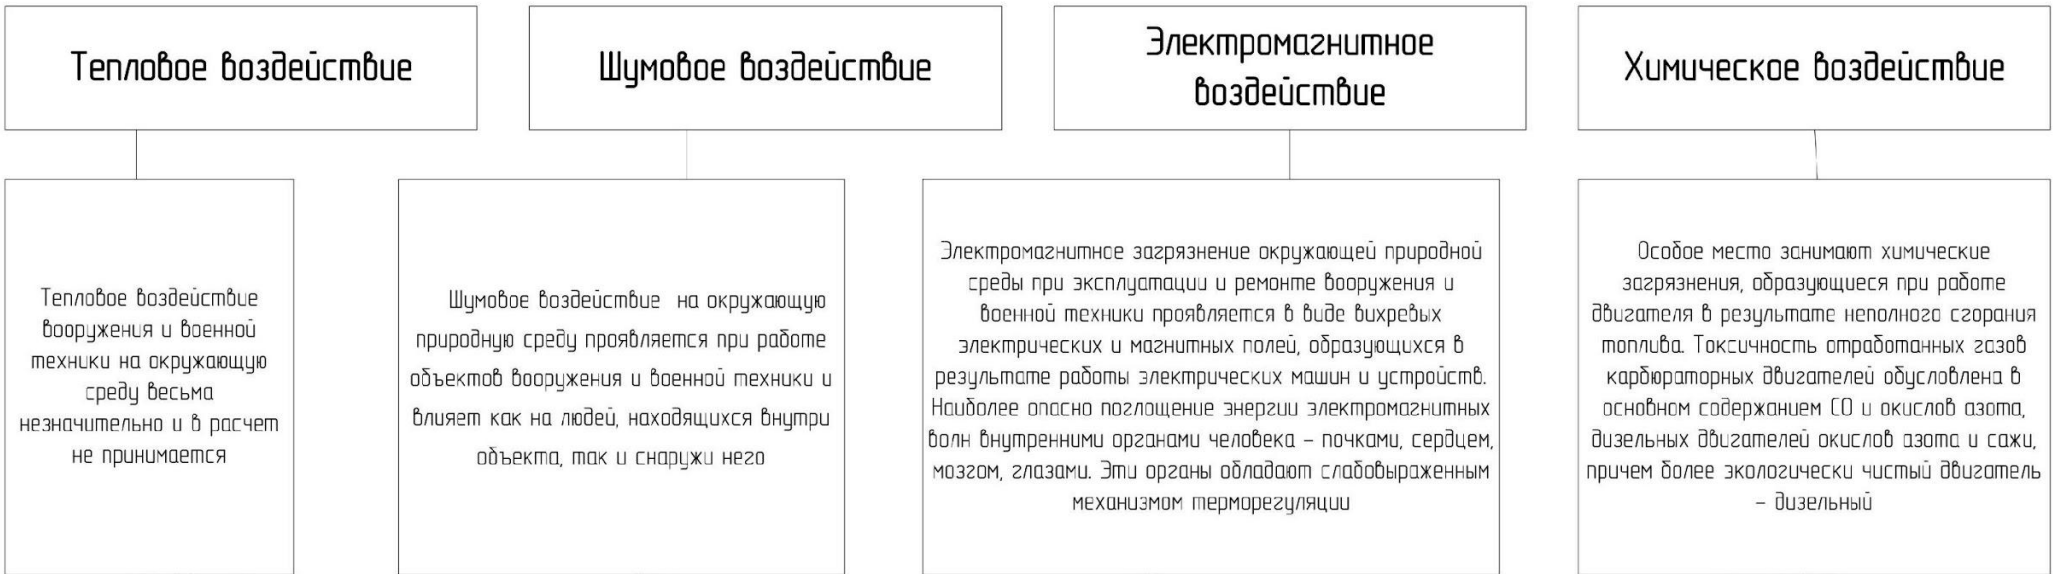 Тепловое воздействие
Шумовое воздействие
Электромагнитное
воздействие
Химическое воздействие
Тепловое воздействие
вооружения и военной
техники на окружающую
среду весьма
незначительно и в расчет
не принимается
Шумовое воздействие на окружающую
природную среду проявляется при работе
объектов вооружения и военной техники и
влияет как на людей, находящихся внутри
объекта, так и снаружи него
Электромагнитное загрязнение окружающей природной
среды при эксплуатации и ремонте вооружения и
военной техники проявляется в виде вихревых
электрических и магнитных полей, образующихся в
результате работы электрических машин и устройств.
Наиболее опасно поглощение энергии электромагнитных
волн внутренними органами человека – почками, сердцем,
мозгом, глазами. Эти органы обладают слабовыраженным
механизмом терморегуляции
Особое место занимают химические
загрязнения, образующиеся при работе
двигателя в результате неполного сгорания
топлива. Токсичность отработанных газов
карбюраторных двигателей обусловлена в
основном содержанием СО и окислов азота,
дизельных двигателей окислов азота и сажи,
причем более экологически чистый двигатель
– дизельный